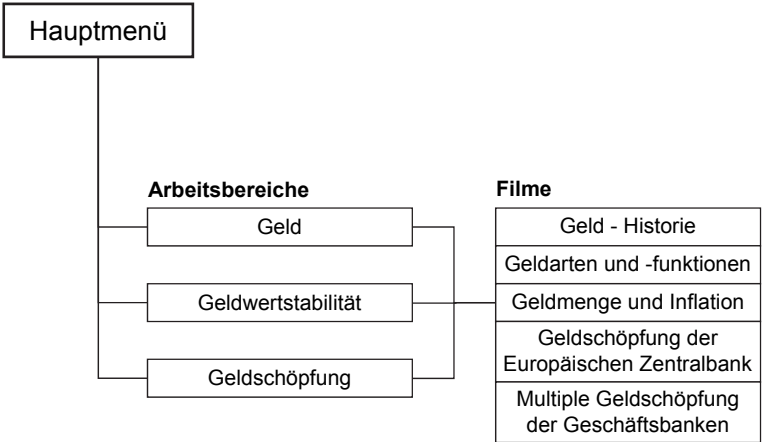 Hauptmenü
Arbeitsbereiche
Geld
Geldwertstabilität
Geldschöpfung
Filme
Geld - Historie
Geldarten und -funktionen
Geldmenge und Inflation
Geldschöpfung der
Europäischen Zentralbank
Multiple Geldschöpfung
der Geschäftsbanken